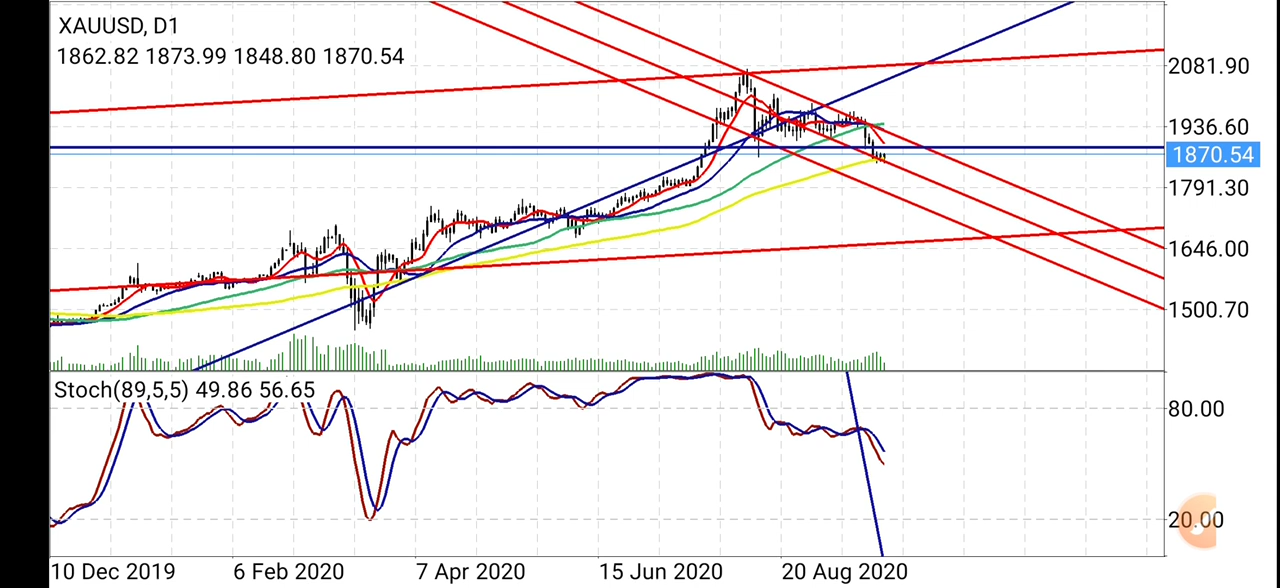 XAUUSD, D1
1862.82 1873.99 1848.80 1870.54
2081.90
1936.60
1870.54
1791.30
1646.00
1500.70
Stoch(89,5,5) 49.86 56.65
80.00
20.00
10 Dec 2019 6 Feb 2020 7 Apr 2020 15 Jun 2020 20 Aug 2020